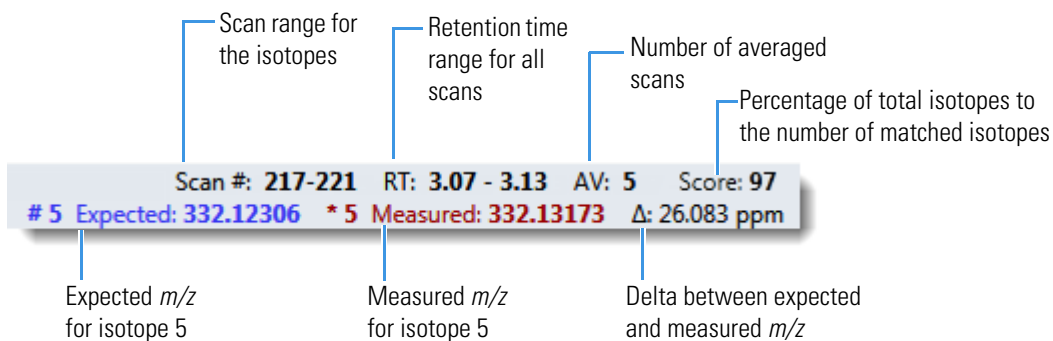 Scan range for
the isotopes
Retention time
range for all
scans
Number of averaged
scans
Percentage of total isotopes to
the number of matched isotopes
Scan #: 217-221 RT: 3.07 - 3.13 AV: 5 Score: 97
# 5 Expected: 332.12306 * 5 Measured: 332.13173 Δ: 26.083 ppm
Expected m/z
for isotope 5
Measured m/z
for isotope 5
Delta between expected
and measured m/z